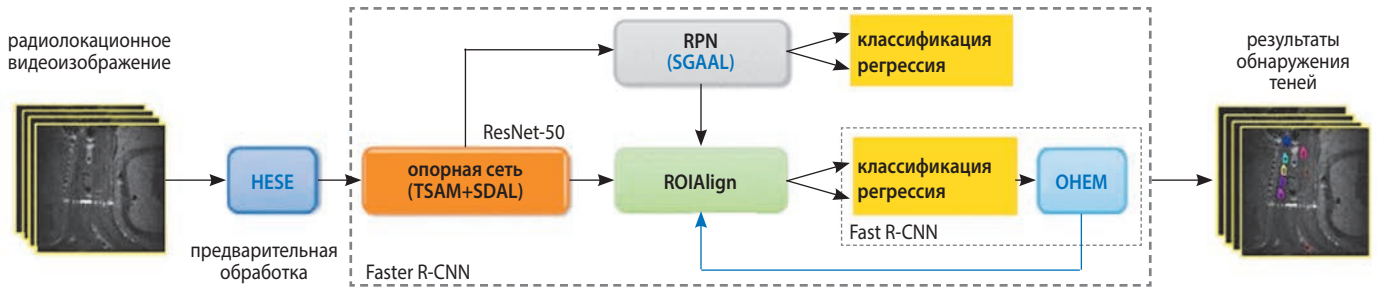 радиолокационное
видеоизображение
HESE
предварительная
обработка
ResNet-50
опорная сеть
(TSAM+SDAL)
Faster R-CNN
RPN
(SGAAL)
классификация
регрессия
ROIAlign
классификация
регрессия
OHEM
Fast R-CNN
результаты
обнаружения
теней